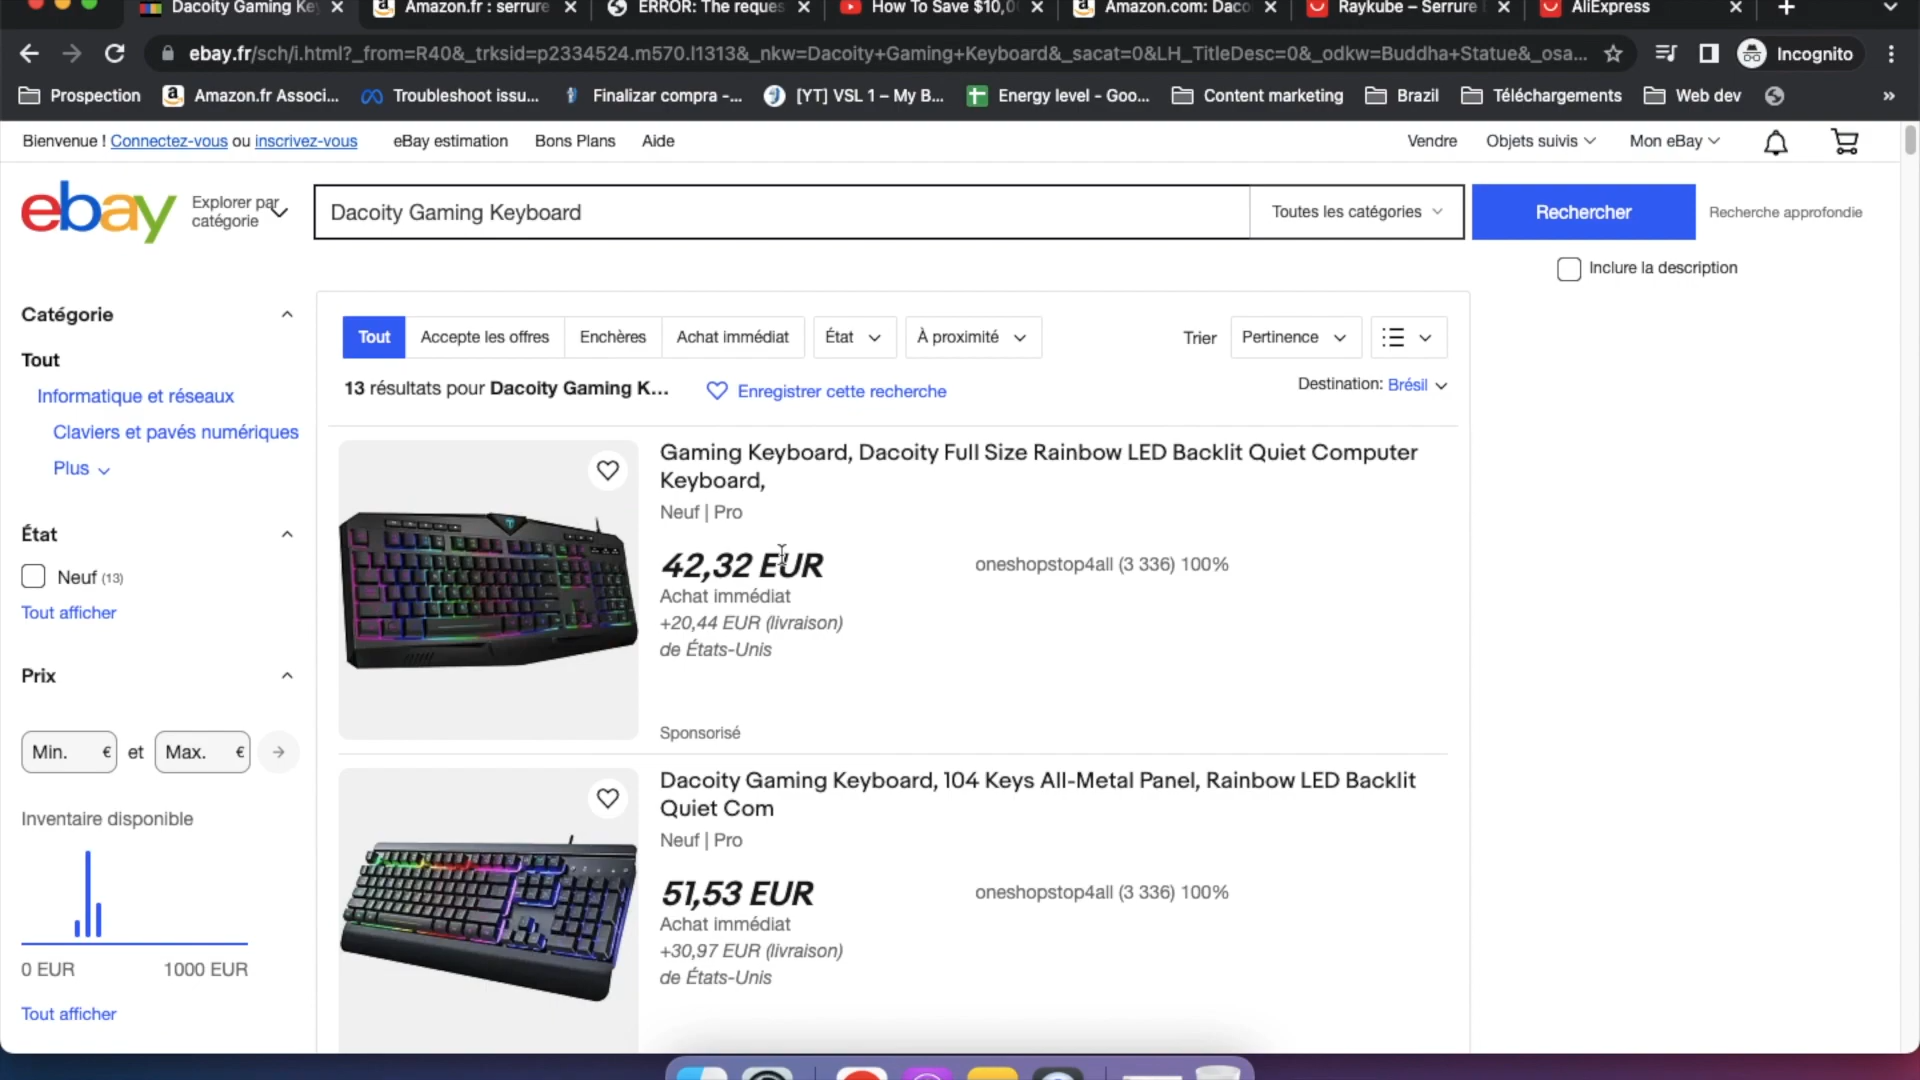 Dacoity Gaming Key
Amazon.fr : serrure
ERROR: The reques
How To Save $10,0
Amazon.com: Daco
Raykube – Serrure
AliExpress
ebay.fr/sch/i.html?_from=R40&_trksid=p2334524.m570.l1313&_nkw=Dacoity+Gaming+Keyboard&_sacat=0&LH_TitleDesc=0&_odkw=Buddha+Statue&_osa...
Incognito
Prospection
Amazon.fr Associ...
Troubleshoot issu...
Finalizar compra -...
[YT] VSL 1 – My B...
Energy level - Goo...
Content marketing
Brazil
Téléchargements
Web dev
»
Bienvenue ! Connectez-vous ou inscrivez-vous
eBay estimation
Bons Plans
Aide
Vendre
Objets suivis
Mon eBay
ebay
Explorer par
catégorie
Dacoity Gaming Keyboard
Toutes les catégories
Rechercher
Recherche approfondie
Inclure la description
Catégorie
Tout
Informatique et réseaux
Claviers et pavés numériques
Plus
État
Neuf (13)
Tout afficher
Prix
Min. €
et
Max. €
Inventaire disponible
0 EUR
1000 EUR
Tout afficher
Tout
Accepte les offres
Enchères
Achat immédiat
État
À proximité
Trier
Pertinence
13 résultats pour Dacoity Gaming K...
Enregistrer cette recherche
Destination: Brésil
Gaming Keyboard, Dacoity Full Size Rainbow LED Backlit Quiet Computer
Keyboard,
Neuf | Pro
42,32 EUR
oneshopstop4all (3 336) 100%
Achat immédiat
+20,44 EUR (livraison)
de États-Unis
Sponsorisé
Dacoity Gaming Keyboard, 104 Keys All-Metal Panel, Rainbow LED Backlit
Quiet Com
Neuf | Pro
51,53 EUR
oneshopstop4all (3 336) 100%
Achat immédiat
+30,97 EUR (livraison)
de États-Unis